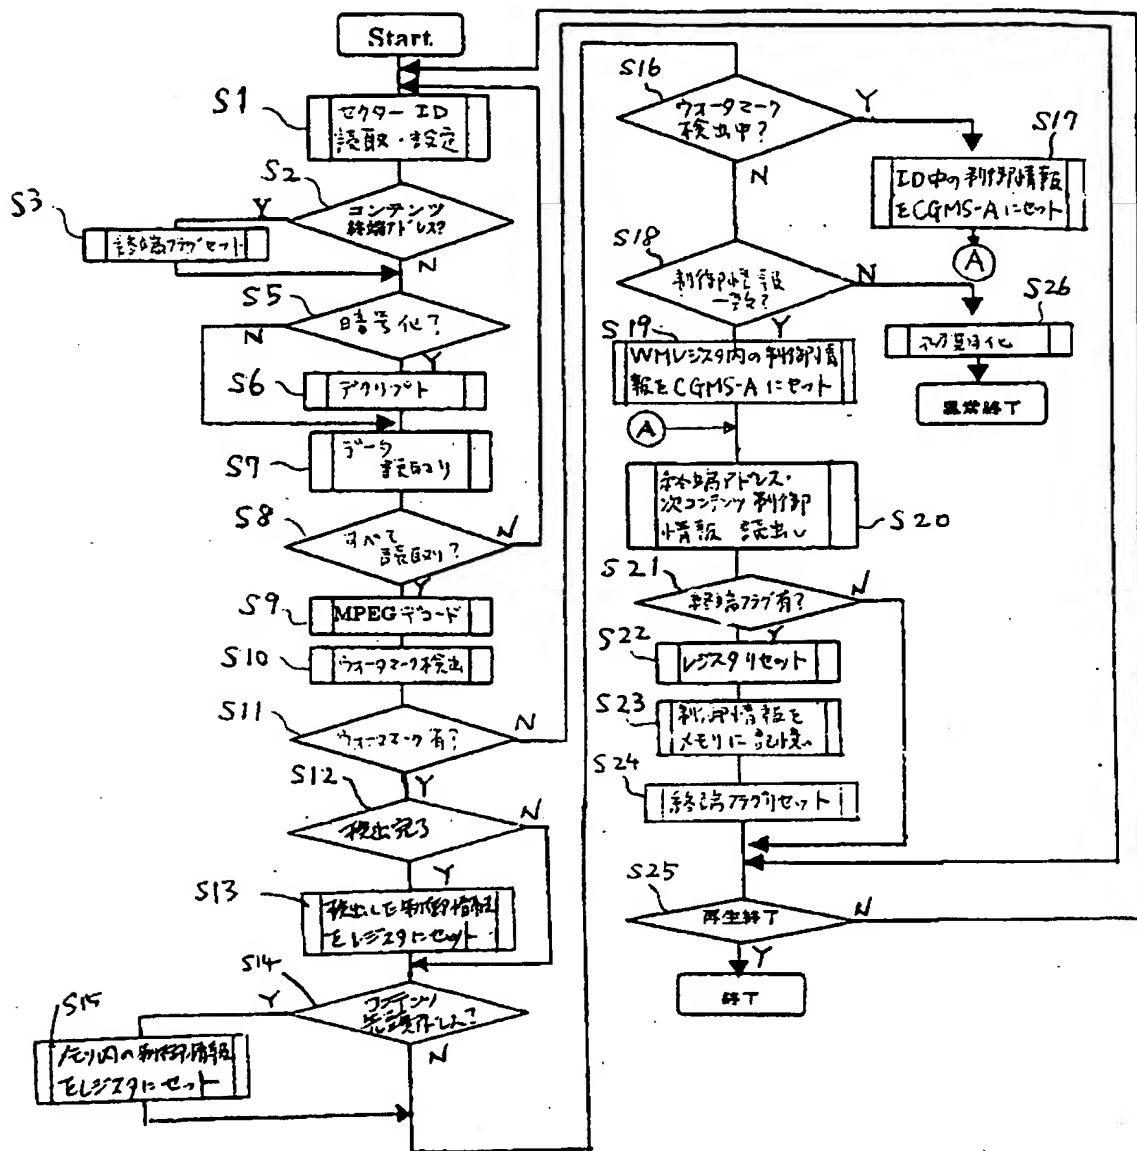 Start
S1
セクター ID
読取・設定
S2
コンテンツ
終端アドレス?
Y
N
S3
終端フラグセット
S5
暗号化?
N
Y
S6
デクリプト
S7
データ
読取り
S8
すべて
読取り?
N
Y
S9
MPEGデコード
S10
ウォータマーク検出
S11
ウォータマーク有?
N
Y
S12
検出完了
N
Y
S13
検出した制御情報
をレジスタにセット
S14
コンテンツ
先頭アドレス?
Y
N
S15
メモリ内の制御情報
をレジスタにセット
S16
ウォータマーク
検出中?
Y
N
S17
ID中の制御情報
をCGMS-Aにセット
A
S18
制御情報
一致?
N
Y
S26
初期化
異常終了
S19
WMレジスタ内の制御情
報をCGMS-Aにセット
A
S20
終端アドレス・
次コンテンツ制御
情報 読出し
S21
終端フラグ有?
N
Y
S22
レジスタリセット
S23
制御情報を
メモリに記憶
S24
終端フラグリセット
S25
再生終了
N
Y
終了